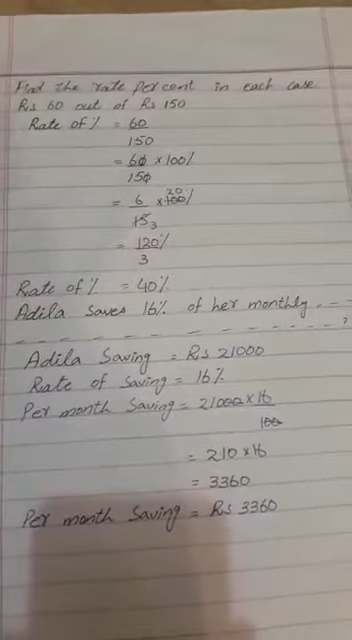 Find the rate per cent in each case
Rs 60 out of Rs 150
Rate of % = 60
150
= 60 x 100%
150
= 6 x 100% 20
15 3
= 120%
3
Rate of % = 40%
Adila saves 16% of her monthly - - -
- - - - - - - - - - - - ?
Adila Saving = Rs 21000
Rate of Saving = 16%
Per month Saving = 21000 x 16
100
= 210 x 16
= 3360
Per month Saving = Rs 3360